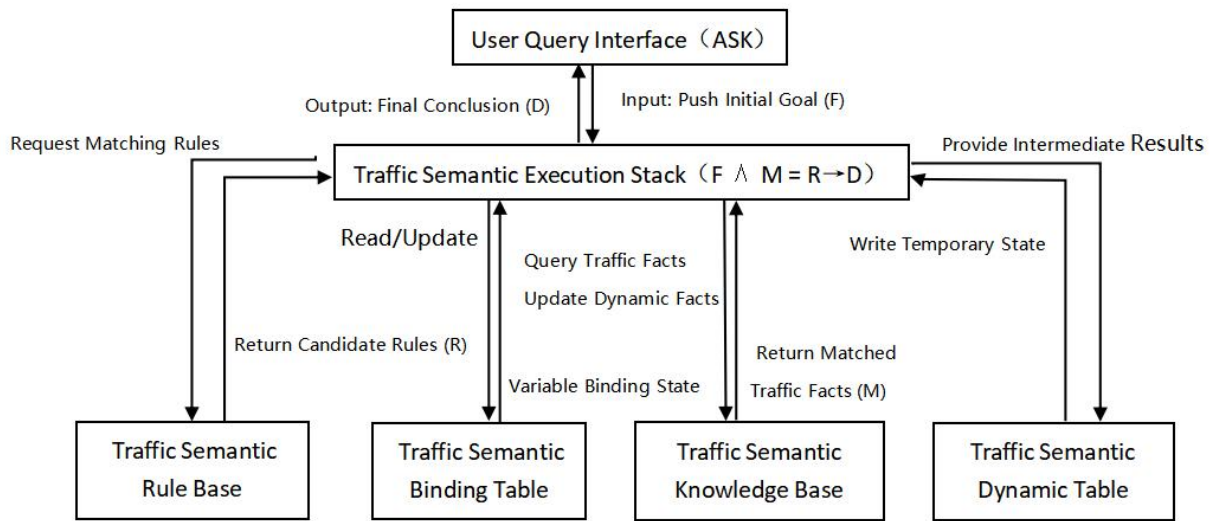 User Query Interface（ASK）
Output: Final Conclusion (D)
Input: Push Initial Goal (F)
Request Matching Rules
Provide Intermediate Results
Traffic Semantic Execution Stack（F ∧ M = R→D）
Read/Update
Write Temporary State
Query Traffic Facts
Update Dynamic Facts
Return Candidate Rules (R)
Return Matched
Variable Binding State
Traffic Facts (M)
Traffic Semantic
Rule Base
Traffic Semantic
Binding Table
Traffic Semantic
Knowledge Base
Traffic Semantic
Dynamic Table